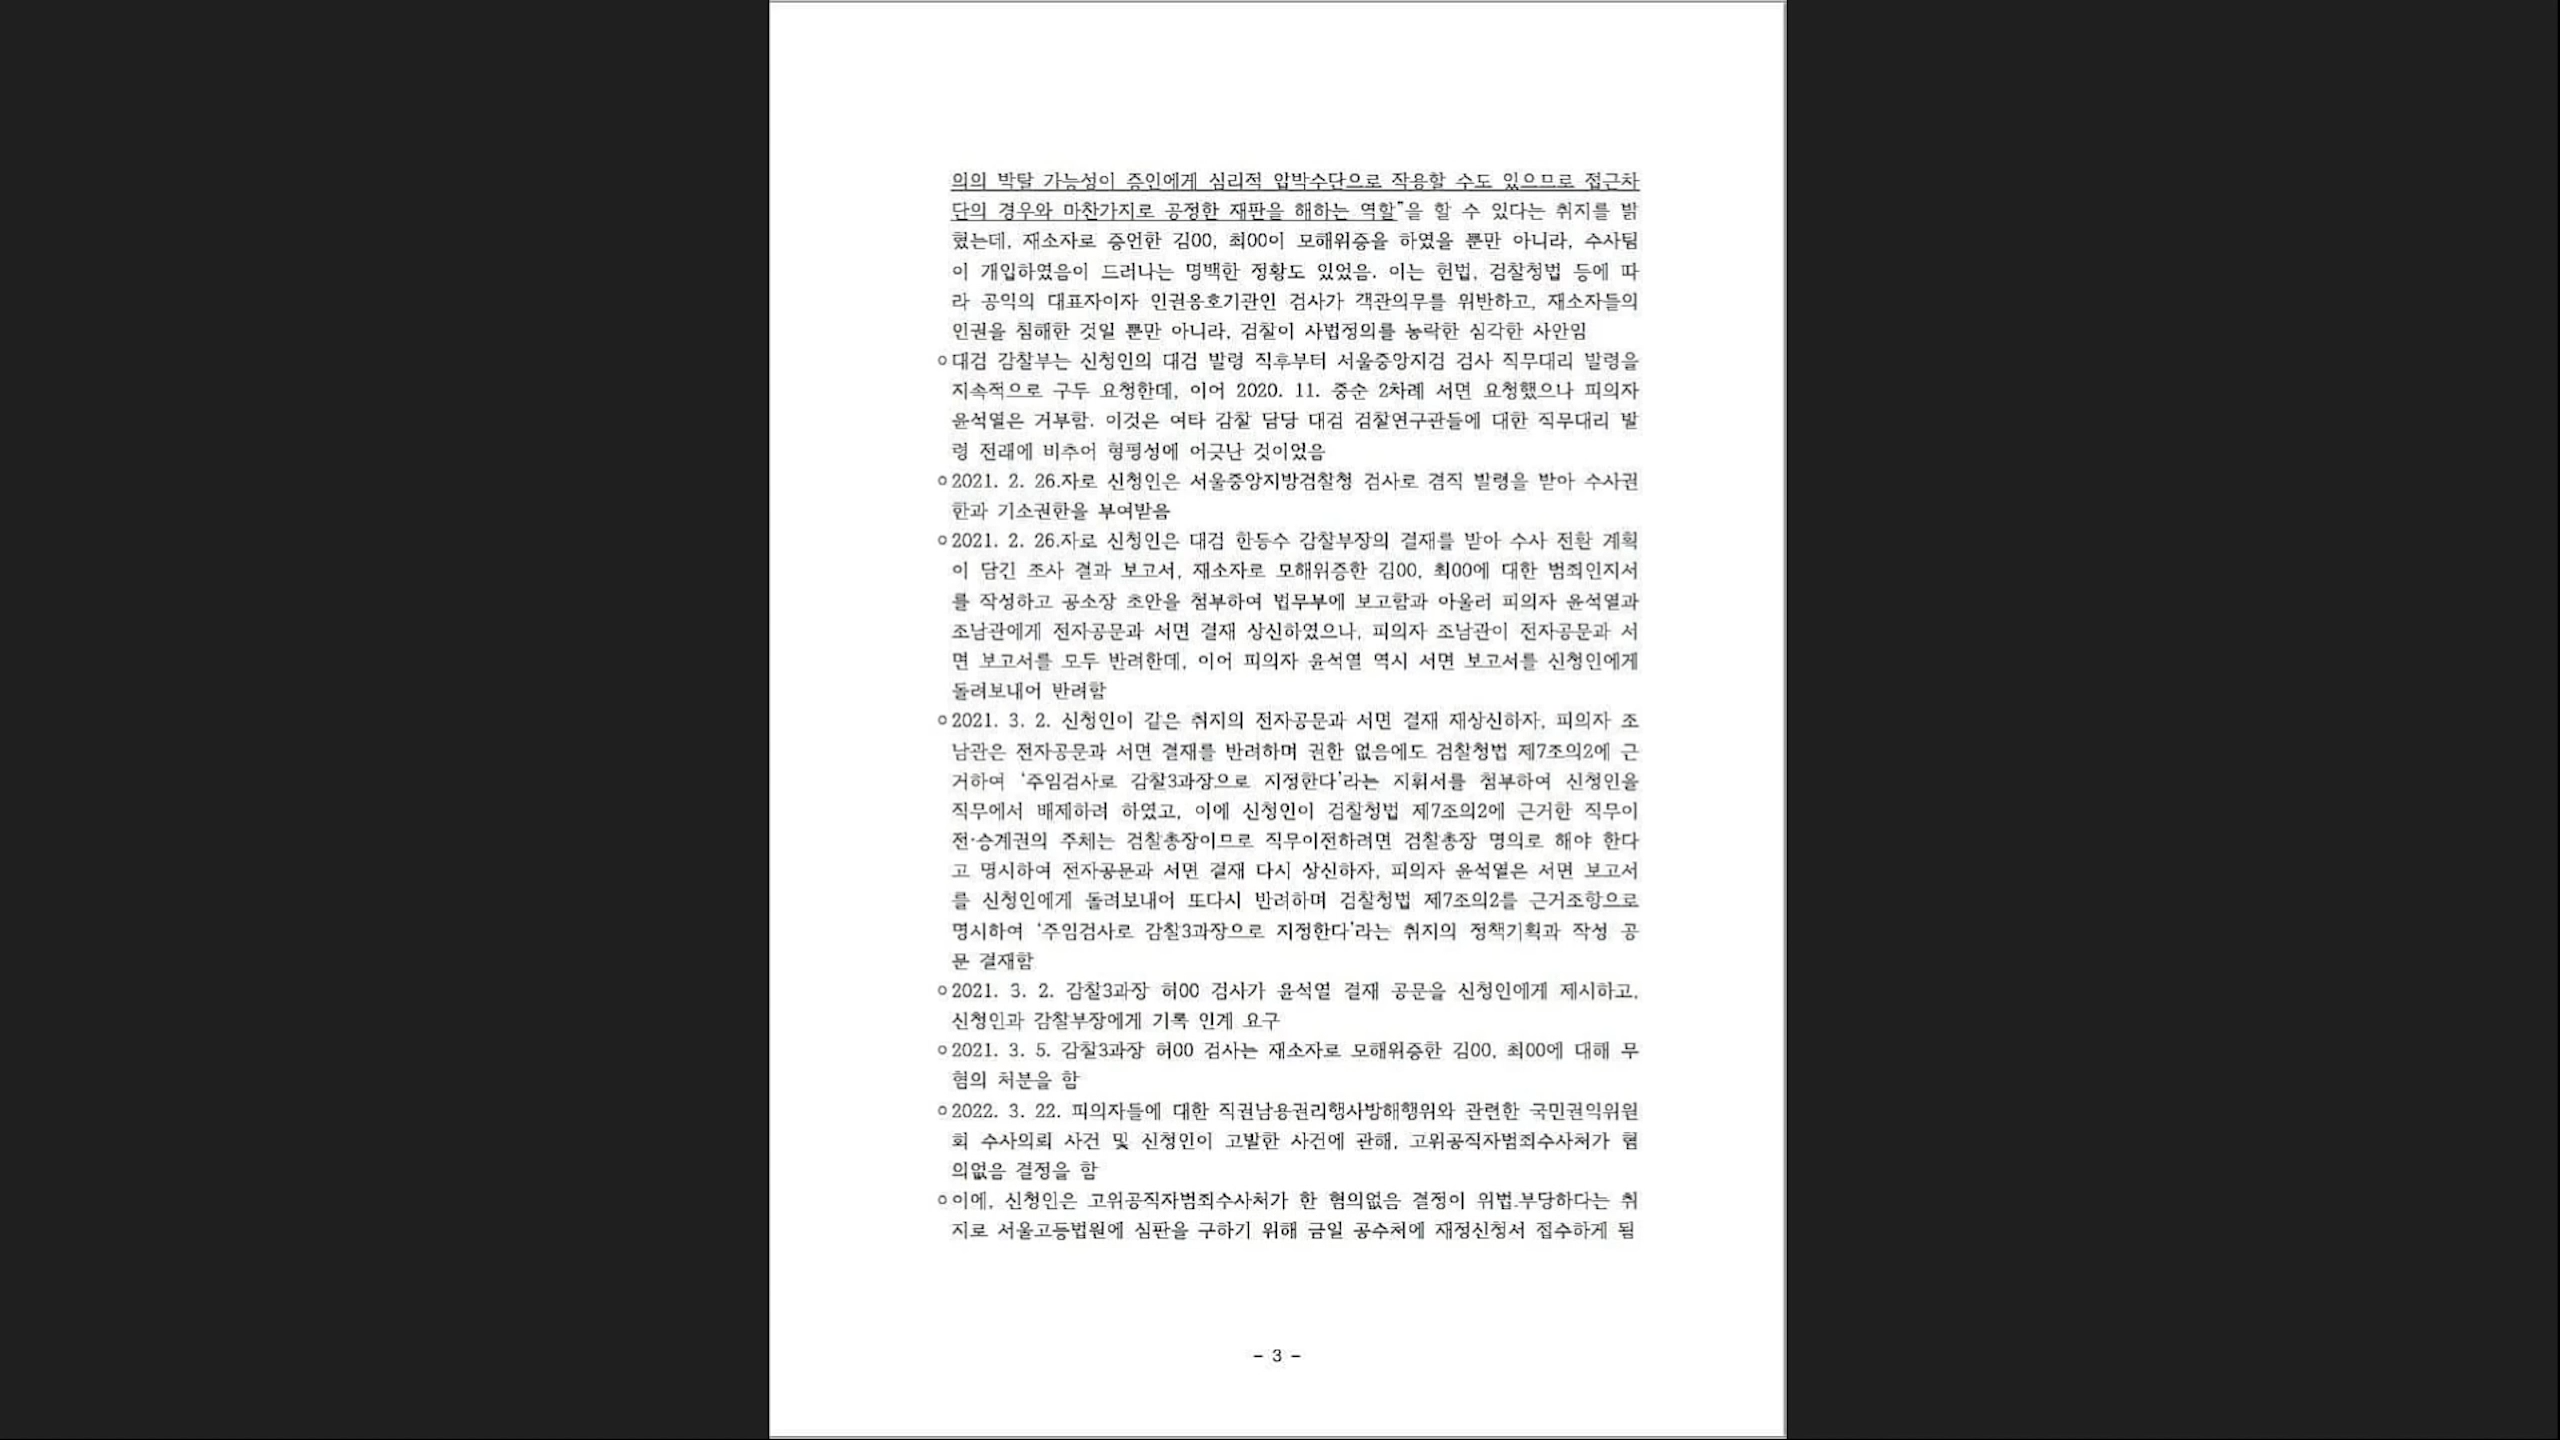 의의 박탈 가능성이 증인에게 심리적 압박수단으로 작용할 수도 있으므로 접근차
단의 경우와 마찬가지로 공정한 재판을 해하는 역할”을 할 수 있다는 취지를 밝
혔는데, 재소자로 증언한 김00, 최00이 모해위증을 하였을 뿐만 아니라, 수사팀
이 개입하였음이 드러나는 명백한 정황도 있었음. 이는 헌법, 검찰청법 등에 따
라 공익의 대표자이자 인권옹호기관인 검사가 객관의무를 위반하고, 재소자들의
인권을 침해한 것일 뿐만 아니라, 검찰이 사법정의를 농락한 심각한 사안임
○ 대검 감찰부는 신청인의 대검 발령 직후부터 서울중앙지검 검사 직무대리 발령을
지속적으로 구두 요청한데, 이어 2020. 11. 중순 2차례 서면 요청했으나 피의자
윤석열은 거부함. 이것은 여타 감찰 담당 대검 검찰연구관들에 대한 직무대리 발
령 전래에 비추어 형평성에 어긋난 것이었음
○ 2021. 2. 26.자로 신청인은 서울중앙지방검찰청 검사로 겸직 발령을 받아 수사권
한과 기소권한을 부여받음
○ 2021. 2. 26.자로 신청인은 대검 한동수 감찰부장의 결재를 받아 수사 전환 계획
이 담긴 조사 결과 보고서, 재소자로 모해위증한 김00, 최00에 대한 범죄인지서
를 작성하고 공소장 초안을 첨부하여 법무부에 보고함과 아울러 피의자 윤석열과
조남관에게 전자공문과 서면 결재 상신하였으나, 피의자 조남관이 전자공문과 서
면 보고서를 모두 반려한데, 이어 피의자 윤석열 역시 서면 보고서를 신청인에게
돌려보내어 반려함
○ 2021. 3. 2. 신청인이 같은 취지의 전자공문과 서면 결재 재상신하자, 피의자 조
남관은 전자공문과 서면 결재를 반려하며 권한 없음에도 검찰청법 제7조의2에 근
거하여 ‘주임검사로 감찰3과장으로 지정한다’라는 지휘서를 첨부하여 신청인을
직무에서 배제하려 하였고, 이에 신청인이 검찰청법 제7조의2에 근거한 직무이
전·승계권의 주체는 검찰총장이므로 직무이전하려면 검찰총장 명의로 해야 한다
고 명시하여 전자공문과 서면 결재 다시 상신하자, 피의자 윤석열은 서면 보고서
를 신청인에게 돌려보내어 또다시 반려하며 검찰청법 제7조의2를 근거조항으로
명시하여 ‘주임검사로 감찰3과장으로 지정한다’라는 취지의 정책기획과 작성 공
문 결재함
○ 2021. 3. 2. 감찰3과장 허00 검사가 윤석열 결재 공문을 신청인에게 제시하고,
신청인과 감찰부장에게 기록 인계 요구
○ 2021. 3. 5. 감찰3과장 허00 검사는 재소자로 모해위증한 김00, 최00에 대해 무
혐의 처분을 함
○ 2022. 3. 22. 피의자들에 대한 직권남용권리행사방해행위와 관련한 국민권익위원
회 수사의뢰 사건 및 신청인이 고발한 사건에 관해, 고위공직자범죄수사처가 혐
의없음 결정을 함
○ 이에, 신청인은 고위공직자범죄수사처가 한 혐의없음 결정이 위법.부당하다는 취
지로 서울고등법원에 심판을 구하기 위해 금일 공수처에 재정신청서 접수하게 됨
- 3 -